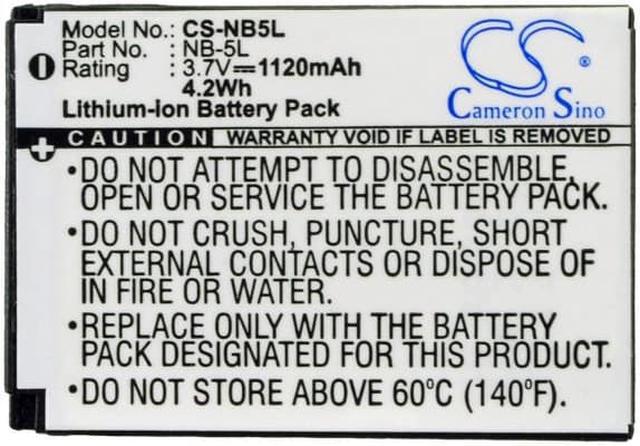 Model No.: CS-NB5L
Part No. : NB-5L
Rating : 3.7V⎓1120mAh
4.2Wh
Lithium-ion Battery Pack
CS
®
Cameron Sino
CAUTION WARRANTY VOID IF LABEL IS REMOVED
•DO NOT ATTEMPT TO DISASSEMBLE,
OPEN OR SERVICE THE BATTERY PACK.
•DO NOT CRUSH, PUNCTURE, SHORT
EXTERNAL CONTACTS OR DISPOSE OF
IN FIRE OR WATER.
•REPLACE ONLY WITH THE BATTERY
PACK DESIGNATED FOR THIS PRODUCT.
•DO NOT STORE ABOVE 60°C (140°F).